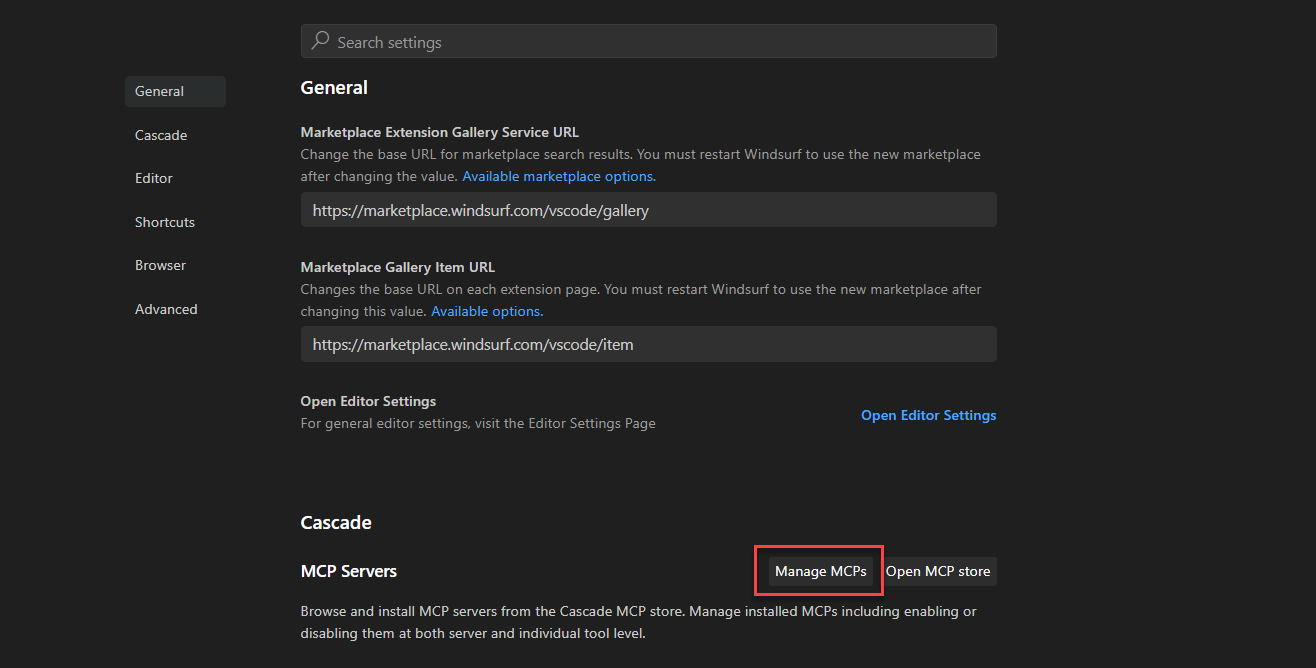 Search settings
General
Cascade
Editor
Shortcuts
Browser
Advanced
General
Marketplace Extension Gallery Service URL
Change the base URL for marketplace search results. You must restart Windsurf to use the new marketplace
after changing the value. Available marketplace options.
https://marketplace.windsurf.com/vscode/gallery
Marketplace Gallery Item URL
Changes the base URL on each extension page. You must restart Windsurf to use the new marketplace after
changing this value. Available options.
https://marketplace.windsurf.com/vscode/item
Open Editor Settings
For general editor settings, visit the Editor Settings Page
Open Editor Settings
Cascade
MCP Servers
Manage MCPs
Open MCP store
Browse and install MCP servers from the Cascade MCP store. Manage installed MCPs including enabling or
disabling them at both server and individual tool level.